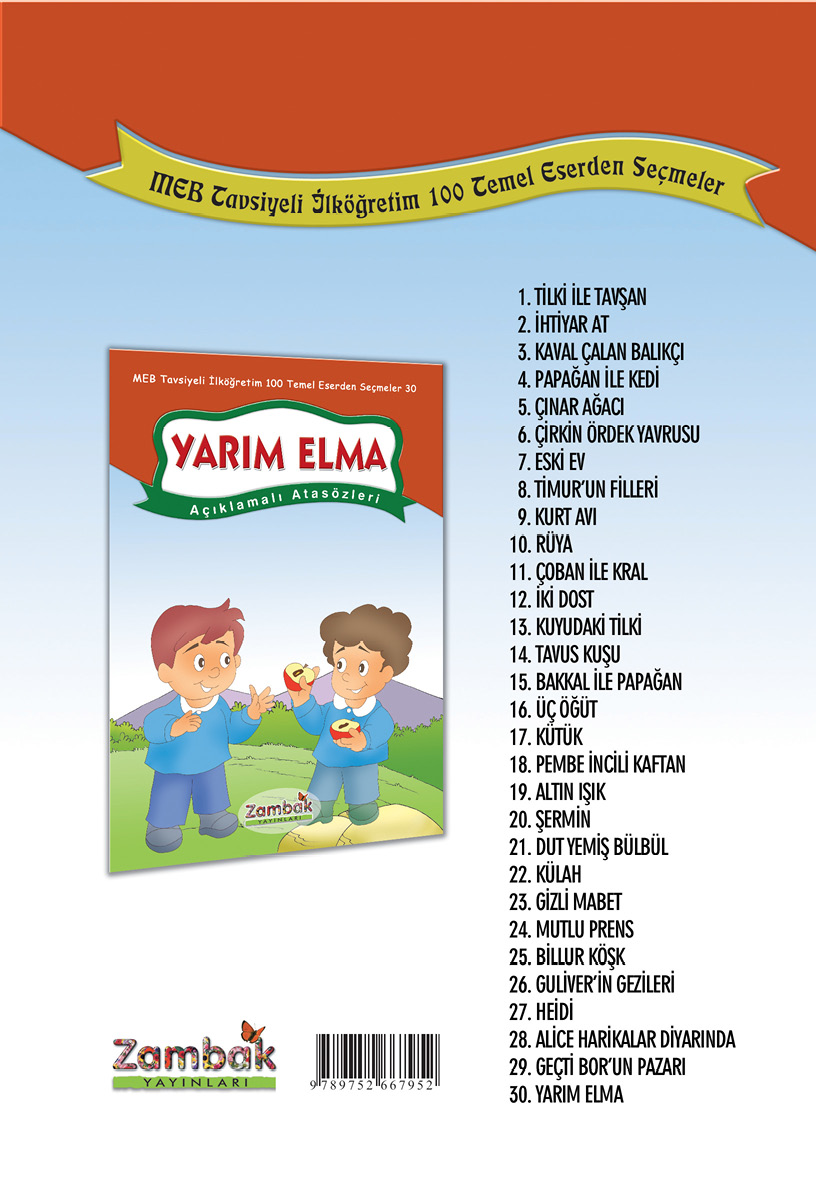 MEB Tavsiyeli İlköğretim 100 Temel Eserden Seçmeler
MEB Tavsiyeli İlköğretim 100 Temel Eserden Seçmeler 30
YARIM ELMA
Açıklamalı Atasözleri
Zambak
YAYINLARI
1. TİLKİ İLE TAVŞAN
2. İHTİYAR AT
3. KAVAL ÇALAN BALIKÇI
4. PAPAĞAN İLE KEDİ
5. ÇINAR AĞACI
6. ÇİRKİN ÖRDEK YAVRUSU
7. ESKİ EV
8. TİMUR'UN FİLLERİ
9. KURT AVI
10. RÜYA
11. ÇOBAN İLE KRAL
12. İKİ DOST
13. KUYUDAKİ TİLKİ
14. TAVUS KUŞU
15. BAKKAL İLE PAPAĞAN
16. ÜÇ ÖĞÜT
17. KÜTÜK
18. PEMBE İNCİLİ KAFTAN
19. ALTIN IŞIK
20. ŞERMİN
21. DUT YEMİŞ BÜLBÜL
22. KÜLAH
23. GİZLİ MABET
24. MUTLU PRENS
25. BİLLUR KÖŞK
26. GULİVER'İN GEZİLERİ
27. HEİDİ
28. ALİCE HARİKALAR DİYARINDA
29. GEÇTİ BOR'UN PAZARI
30. YARIM ELMA
Zambak
YAYINLARI
9 789752 667952